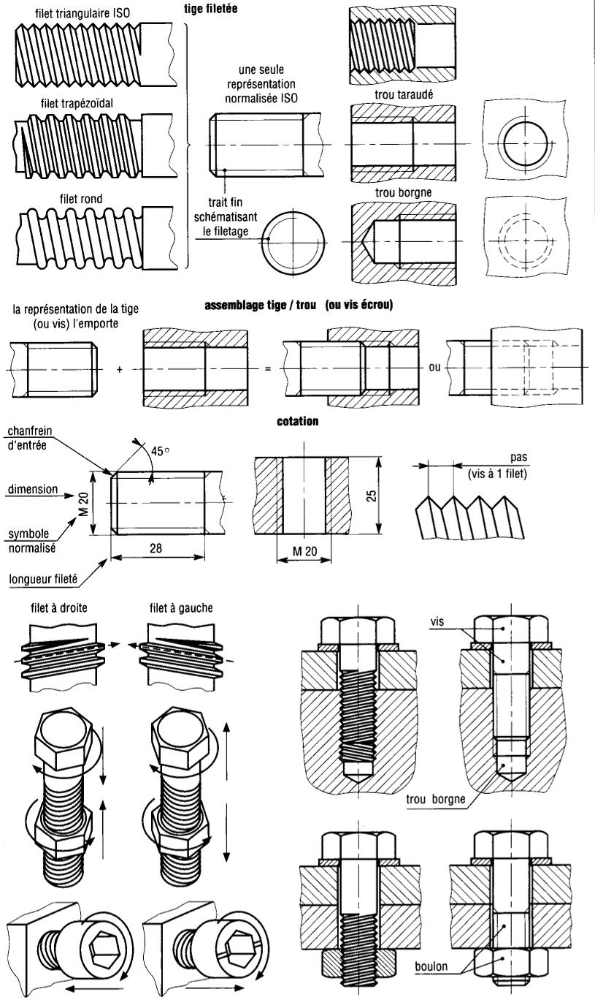 tige filetée
filet triangulaire ISO
filet trapézoïdal
filet rond
une seule
représentation
normalisée ISO
trait fin
schématisant
le filetage
trou taraudé
trou borgne
assemblage tige / trou (ou vis écrou)
la représentation de la tige
(ou vis) l'emporte
+
=
ou
cotation
chanfrein
d'entrée
45°
dimension
M 20
symbole
normalisé
28
longueur fileté
25
M 20
pas
(vis à 1 filet)
filet à droite
filet à gauche
vis
trou borgne
boulon